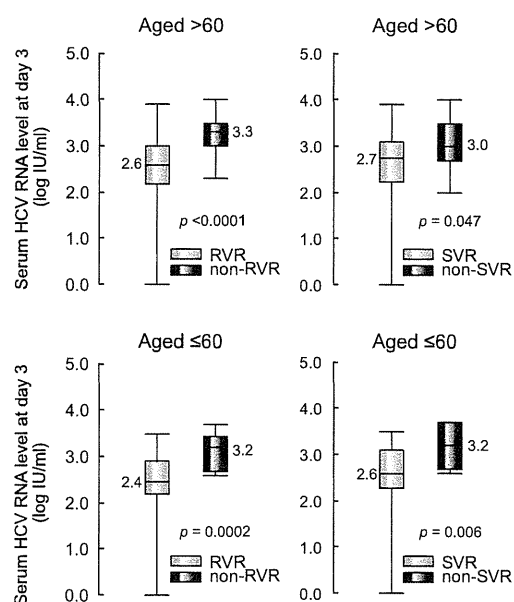 Aged >60
Serum HCV RNA level at day 3
(log IU/ml)
5.0
4.0
3.0
2.0
1.0
0.0
2.6
3.3
p <0.0001
RVR
non-RVR
Aged >60
5.0
4.0
3.0
2.0
1.0
0.0
2.7
3.0
p = 0.047
SVR
non-SVR
Aged ≤60
Serum HCV RNA level at day 3
(log IU/ml)
5.0
4.0
3.0
2.0
1.0
0.0
2.4
3.2
p = 0.0002
RVR
non-RVR
Aged ≤60
5.0
4.0
3.0
2.0
1.0
0.0
2.6
3.2
p = 0.006
SVR
non-SVR